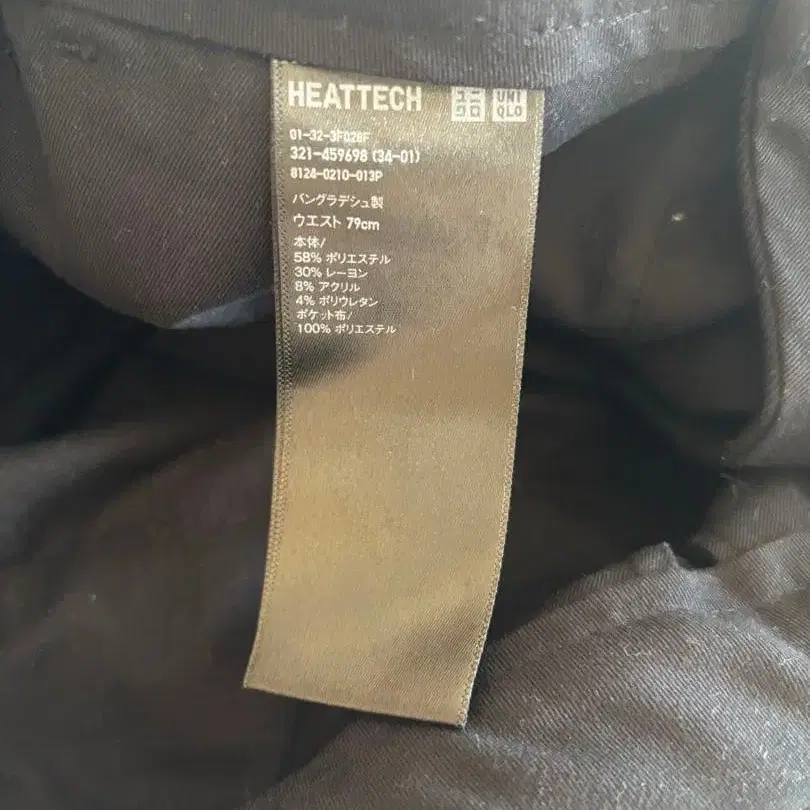 HEATTECH ユニクロ UNIQLO
01-32-3F028F
321-459698 (34-01)
8124-0210-013P
バングラデシュ製
ウエスト 79cm
本体/
58% ポリエステル
30% レーヨン
8% アクリル
4% ポリウレタン
ポケット布/
100% ポリエステル